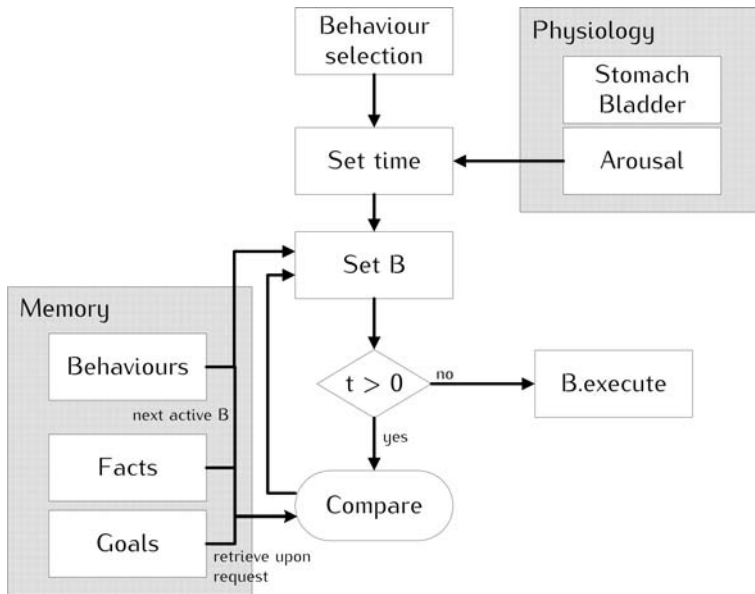 Behaviour
selection
Physiology
Stomach
Bladder
Set time
Arousal
Set B
Memory
Behaviours
next active B
t > 0
no
B.execute
yes
Facts
Compare
Goals
retrieve upon
request